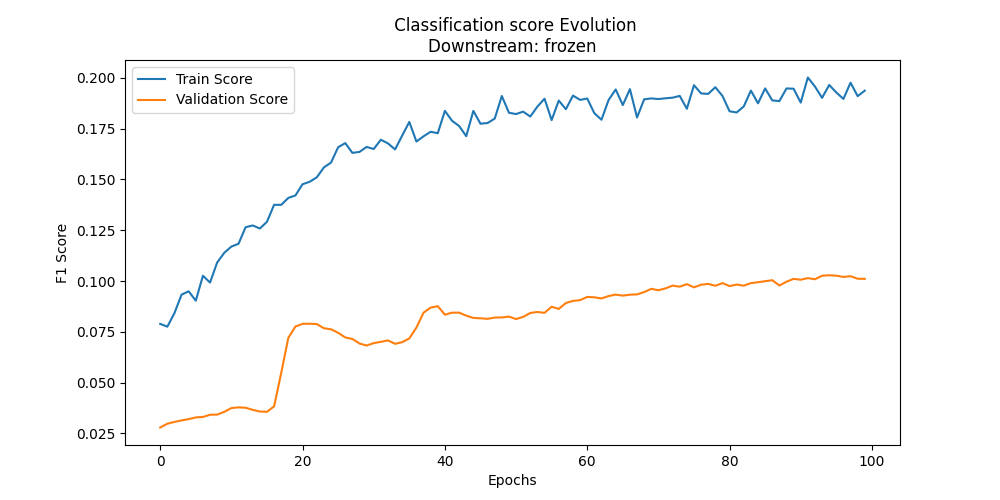 Classification score Evolution
Downstream: frozen
Train Score
Validation Score
0.200
0.175
0.150
0.125
0.100
0.075
0.050
0.025
F1 Score
0 20 40 60 80 100
Epochs